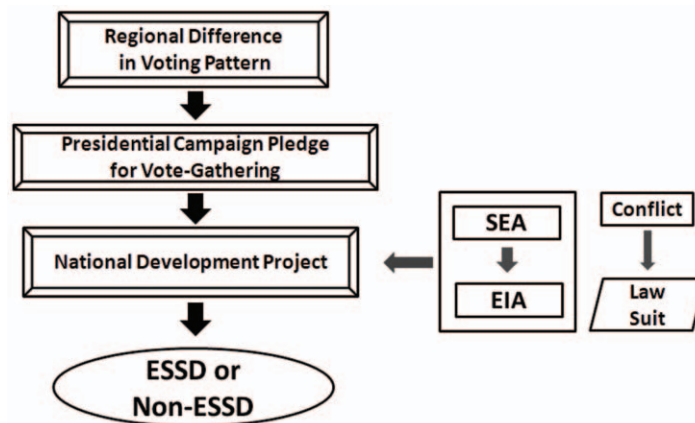 Regional Difference
in Voting Pattern
Presidential Campaign Pledge
for Vote-Gathering
National Development Project
ESSD or
Non-ESSD
SEA
EIA
Conflict
Law
Suit